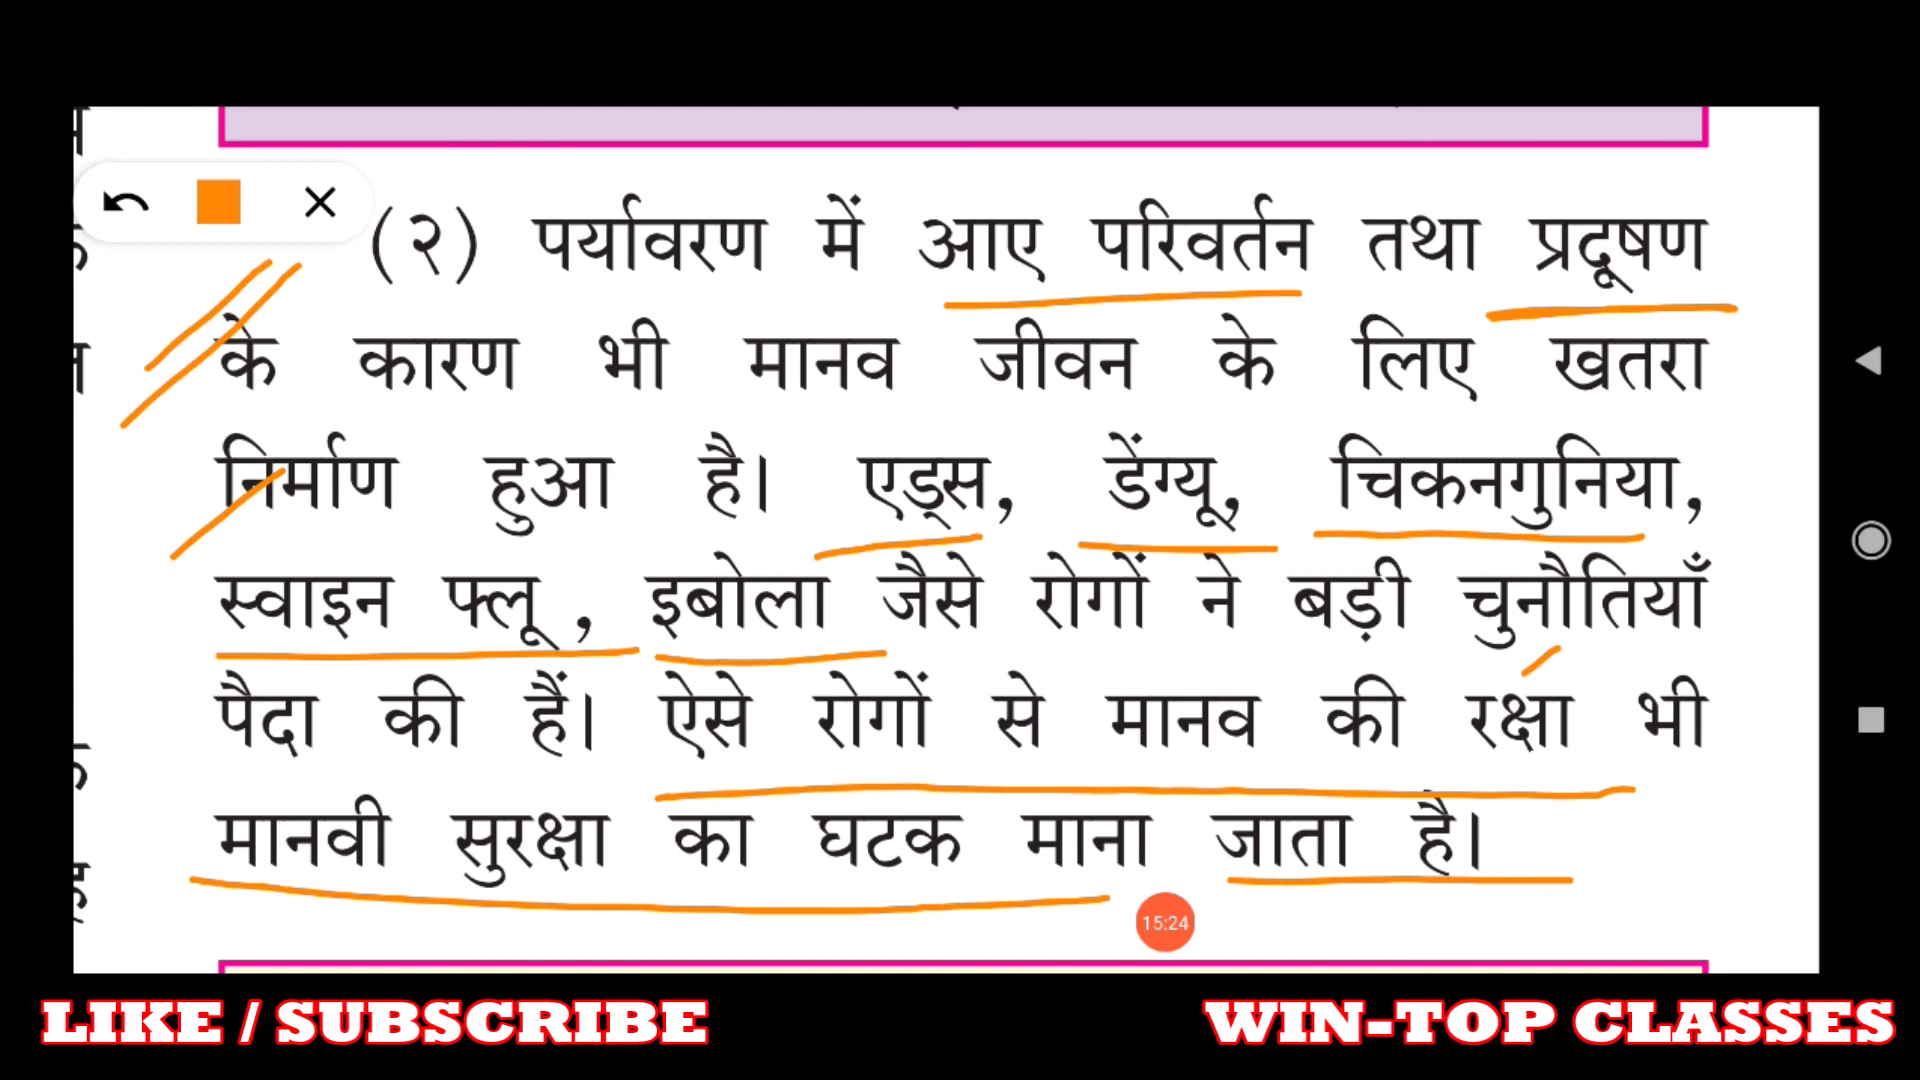 (२) पर्यावरण में आए परिवर्तन तथा प्रदूषण
के कारण भी मानव जीवन के लिए खतरा
निर्माण हुआ है। एड्स, डेंग्यू, चिकनगुनिया,
स्वाइन फ्लू , इबोला जैसे रोगों ने बड़ी चुनौतियाँ
पैदा की हैं। ऐसे रोगों से मानव की रक्षा भी
मानवी सुरक्षा का घटक माना जाता है।
15:24
LIKE / SUBSCRIBE
WIN-TOP CLASSES